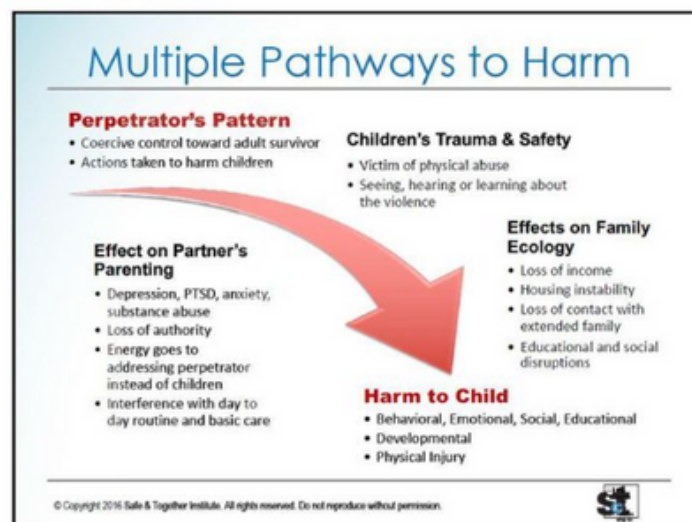 Multiple Pathways to Harm
Perpetrator's Pattern
• Coercive control toward adult survivor
• Actions taken to harm children
Children's Trauma & Safety
• Victim of physical abuse
• Seeing, hearing or learning about
the violence
Effect on Partner's
Parenting
• Depression, PTSD, anxiety,
substance abuse
• Loss of authority
• Energy goes to
addressing perpetrator
instead of children
• Interference with day to
day routine and basic care
Effects on Family
Ecology
• Loss of income
• Housing instability
• Loss of contact with
extended family
• Educational and social
disruptions
Harm to Child
• Behavioral, Emotional, Social, Educational
• Developmental
• Physical Injury
© Copyright 2016 Safe & Together Institute. All rights reserved. Do not reproduce without permission.